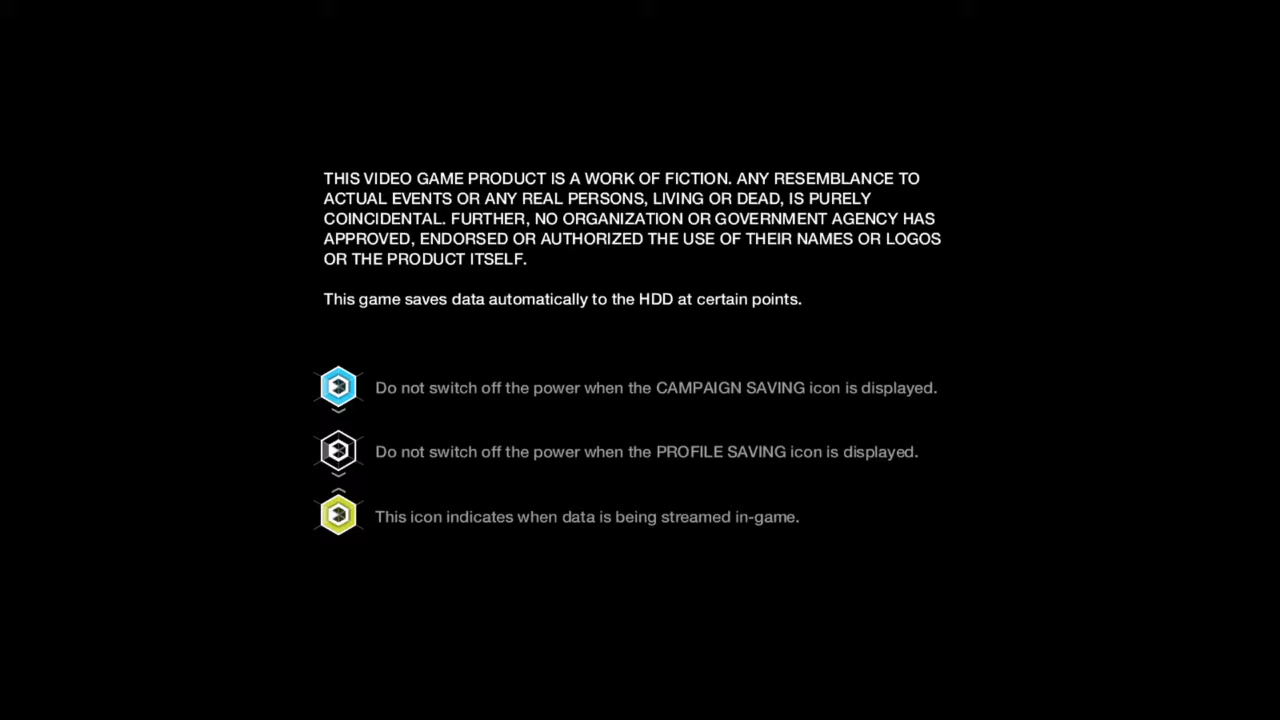 THIS VIDEO GAME PRODUCT IS A WORK OF FICTION. ANY RESEMBLANCE TO
ACTUAL EVENTS OR ANY REAL PERSONS, LIVING OR DEAD, IS PURELY
COINCIDENTAL. FURTHER, NO ORGANIZATION OR GOVERNMENT AGENCY HAS
APPROVED, ENDORSED OR AUTHORIZED THE USE OF THEIR NAMES OR LOGOS
OR THE PRODUCT ITSELF.
This game saves data automatically to the HDD at certain points.
Do not switch off the power when the CAMPAIGN SAVING icon is displayed.
Do not switch off the power when the PROFILE SAVING icon is displayed.
This icon indicates when data is being streamed in-game.